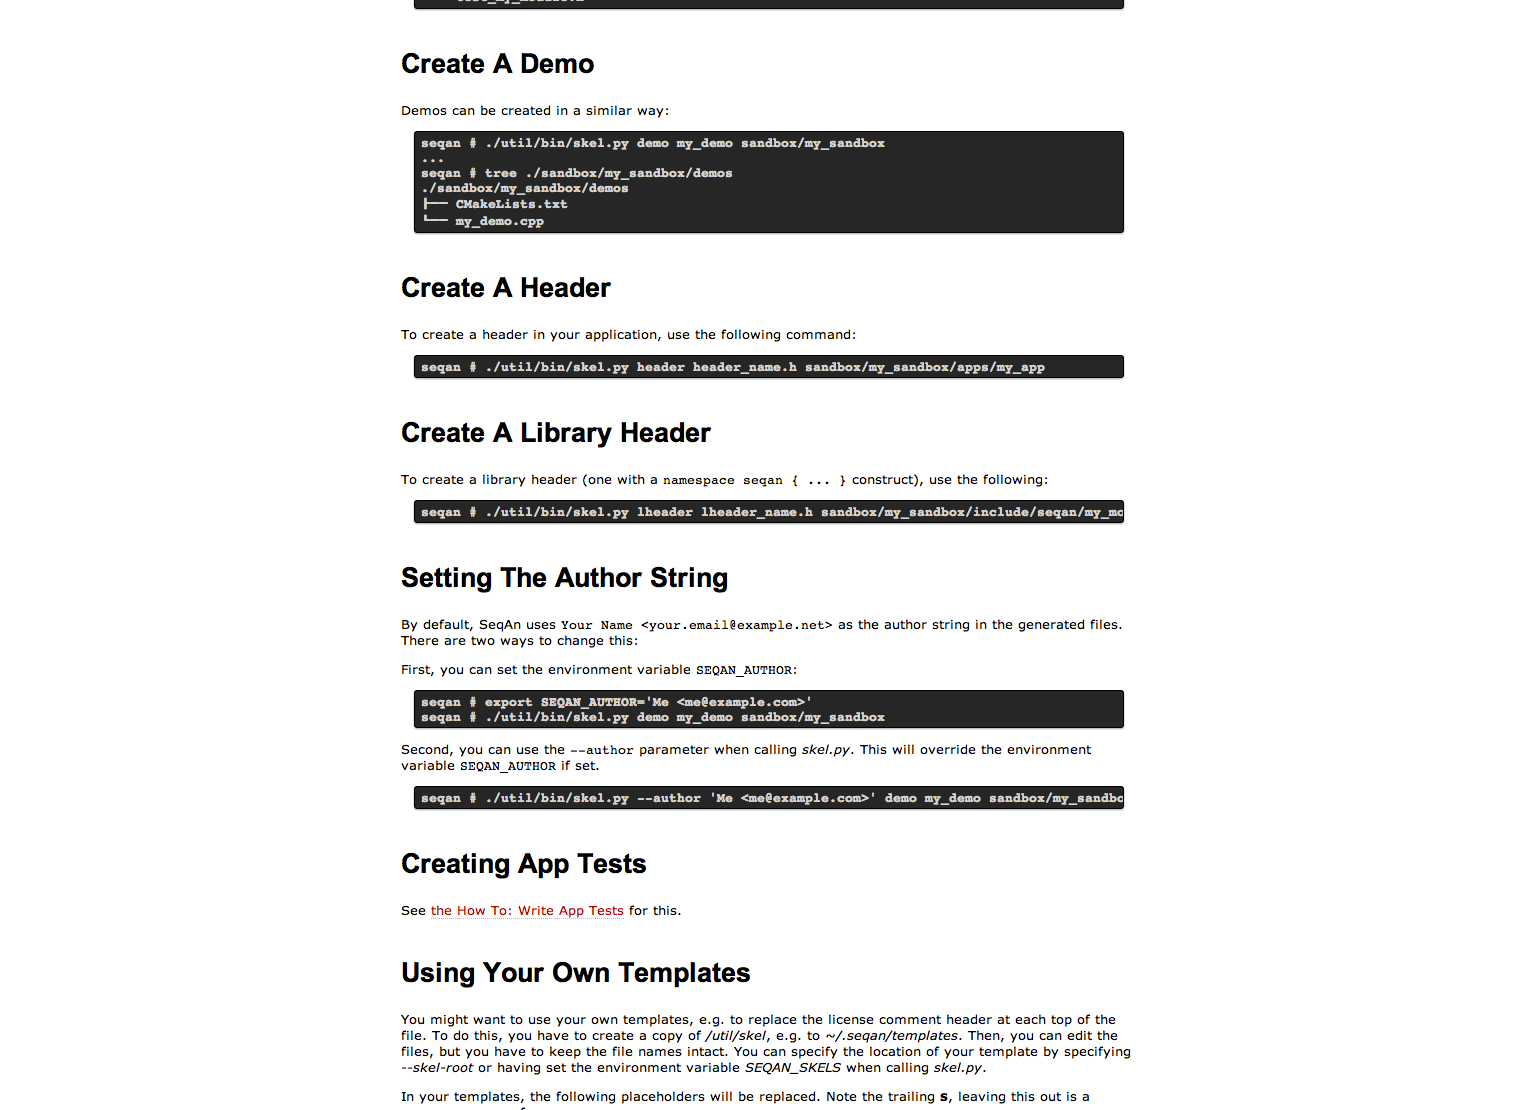 Create A Demo
Demos can be created in a similar way:
seqan # ./util/bin/skel.py demo my_demo sandbox/my_sandbox
...
seqan # tree ./sandbox/my_sandbox/demos
./sandbox/my_sandbox/demos
├── CMakeLists.txt
└── my_demo.cpp
Create A Header
To create a header in your application, use the following command:
seqan # ./util/bin/skel.py header header_name.h sandbox/my_sandbox/apps/my_app
Create A Library Header
To create a library header (one with a namespace seqan { ... } construct), use the following:
seqan # ./util/bin/skel.py lheader lheader_name.h sandbox/my_sandbox/include/seqan/my_mo
Setting The Author String
By default, SeqAn uses Your Name <your.email@example.net> as the author string in the generated files.
There are two ways to change this:
First, you can set the environment variable SEQAN_AUTHOR:
seqan # export SEQAN_AUTHOR='Me <me@example.com>'
seqan # ./util/bin/skel.py demo my_demo sandbox/my_sandbox
Second, you can use the --author parameter when calling skel.py. This will override the environment
variable SEQAN_AUTHOR if set.
seqan # ./util/bin/skel.py --author 'Me <me@example.com>' demo my_demo sandbox/my_sandbo
Creating App Tests
See the How To: Write App Tests for this.
Using Your Own Templates
You might want to use your own templates, e.g. to replace the license comment header at each top of the
file. To do this, you have to create a copy of /util/skel, e.g. to ~/.seqan/templates. Then, you can edit the
files, but you have to keep the file names intact. You can specify the location of your template by specifying
--skel-root or having set the environment variable SEQAN_SKELS when calling skel.py.
In your templates, the following placeholders will be replaced. Note the trailing s, leaving this out is a